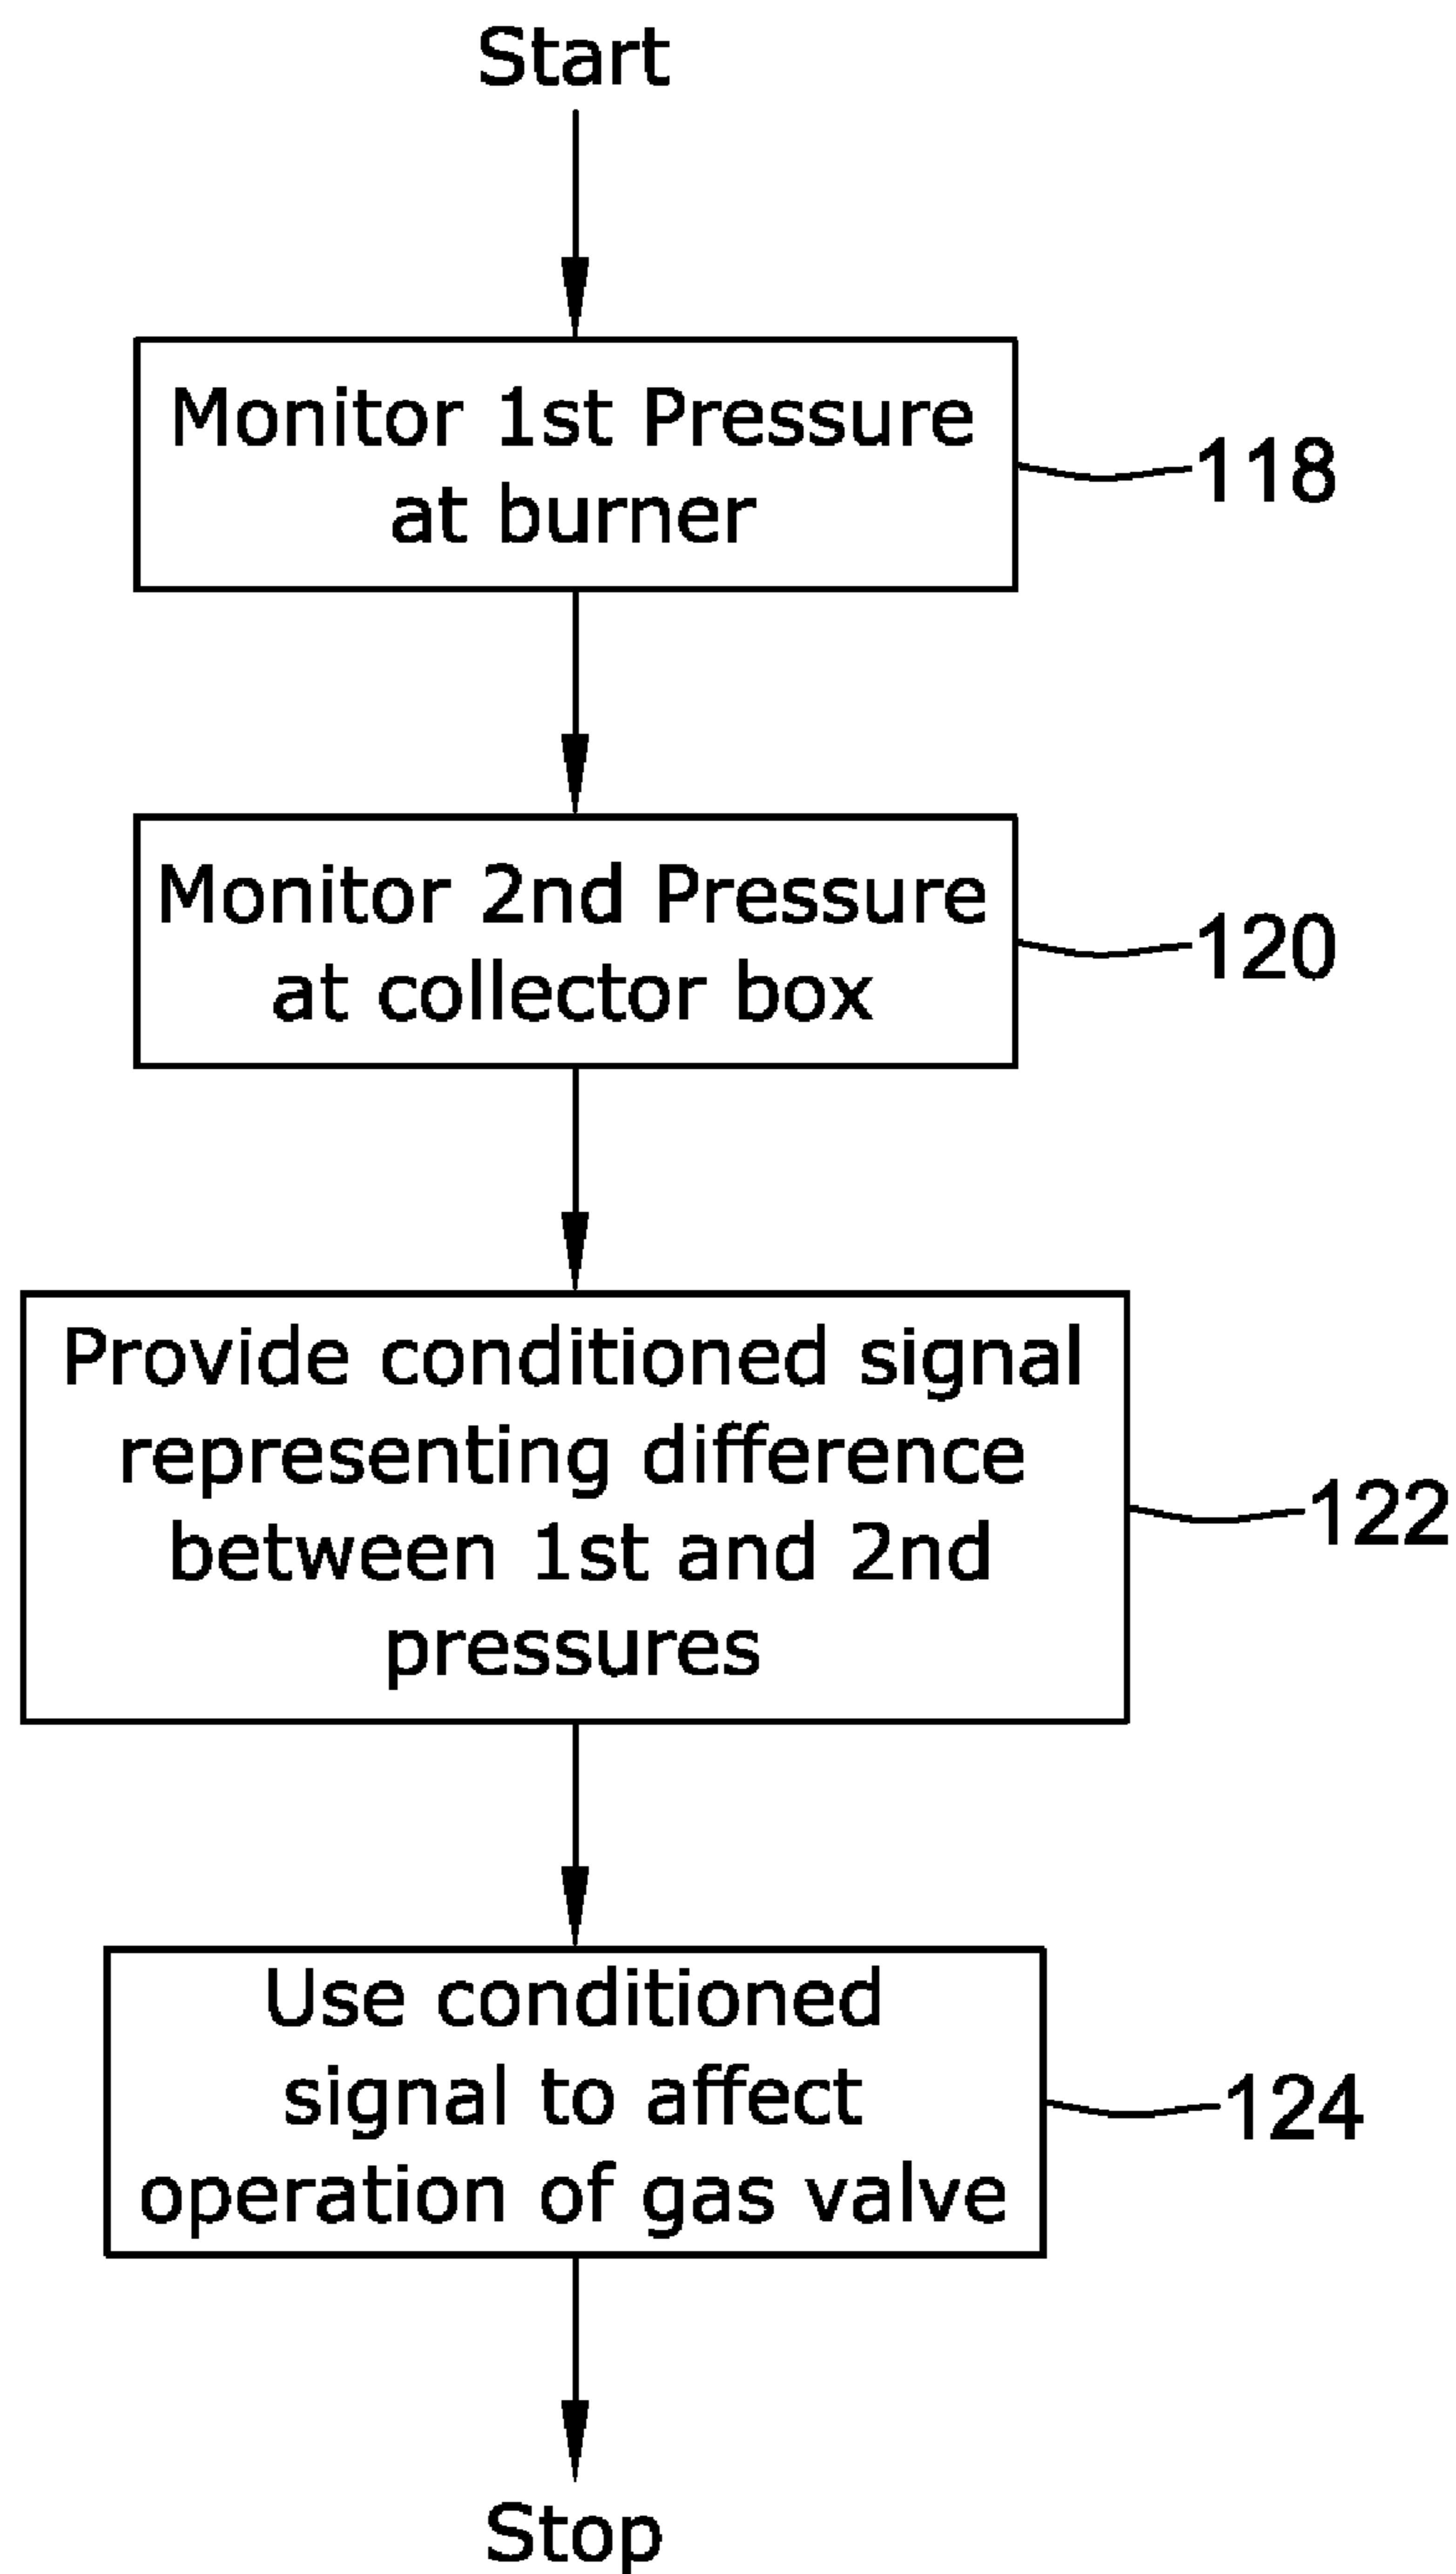 Start
Monitor 1st Pressure
at burner
118
Monitor 2nd Pressure
at collector box
120
Provide conditioned signal
representing difference
between 1st and 2nd
pressures
122
Use conditioned
signal to affect
operation of gas valve
124
Stop